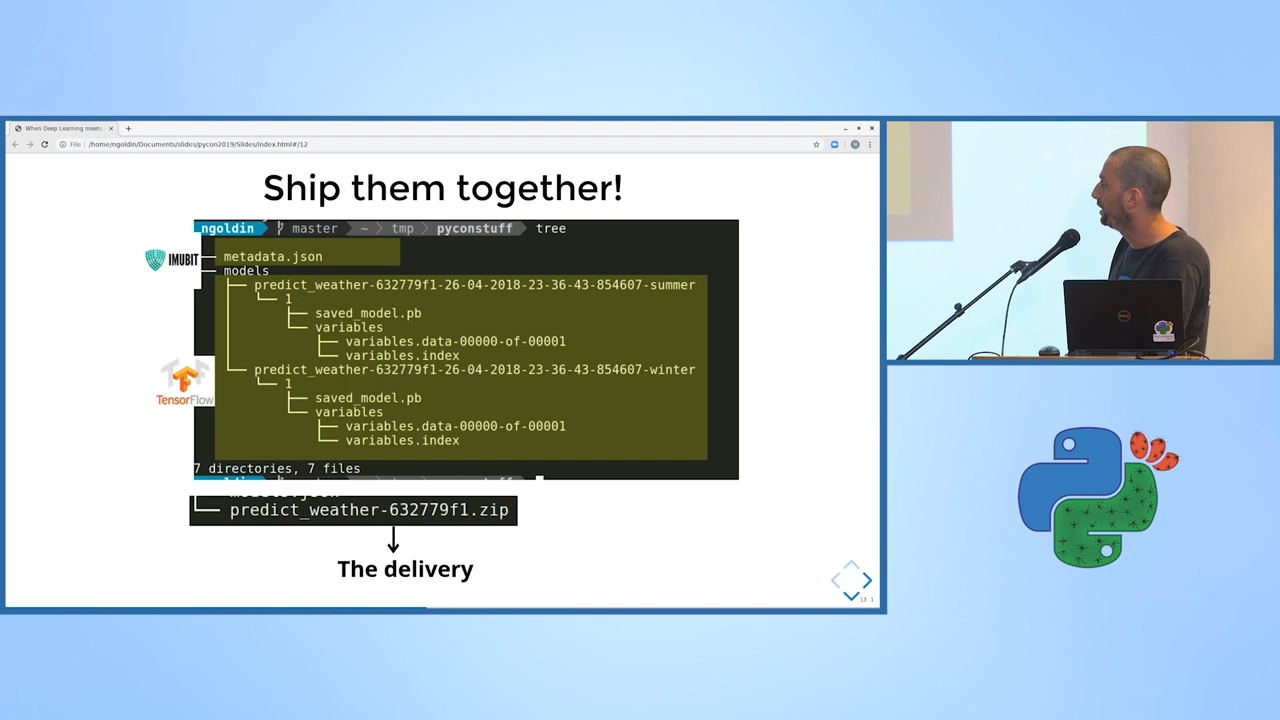 When Deep Learning meets
File
/home/ngoldin/Documents/slides/pycon2019/Slides/index.html#/12
Ship them together!
ngoldin master ~ tmp pyconstuff tree
IMUBIT
metadata.json
models
predict_weather-632779f1-26-04-2018-23-36-43-854607-summer
1
saved_model.pb
variables
variables.data-00000-of-00001
variables.index
predict_weather-632779f1-26-04-2018-23-36-43-854607-winter
1
saved_model.pb
variables
variables.data-00000-of-00001
variables.index
TensorFlow
7 directories, 7 files
predict_weather-632779f1.zip
The delivery
13.1
DELL